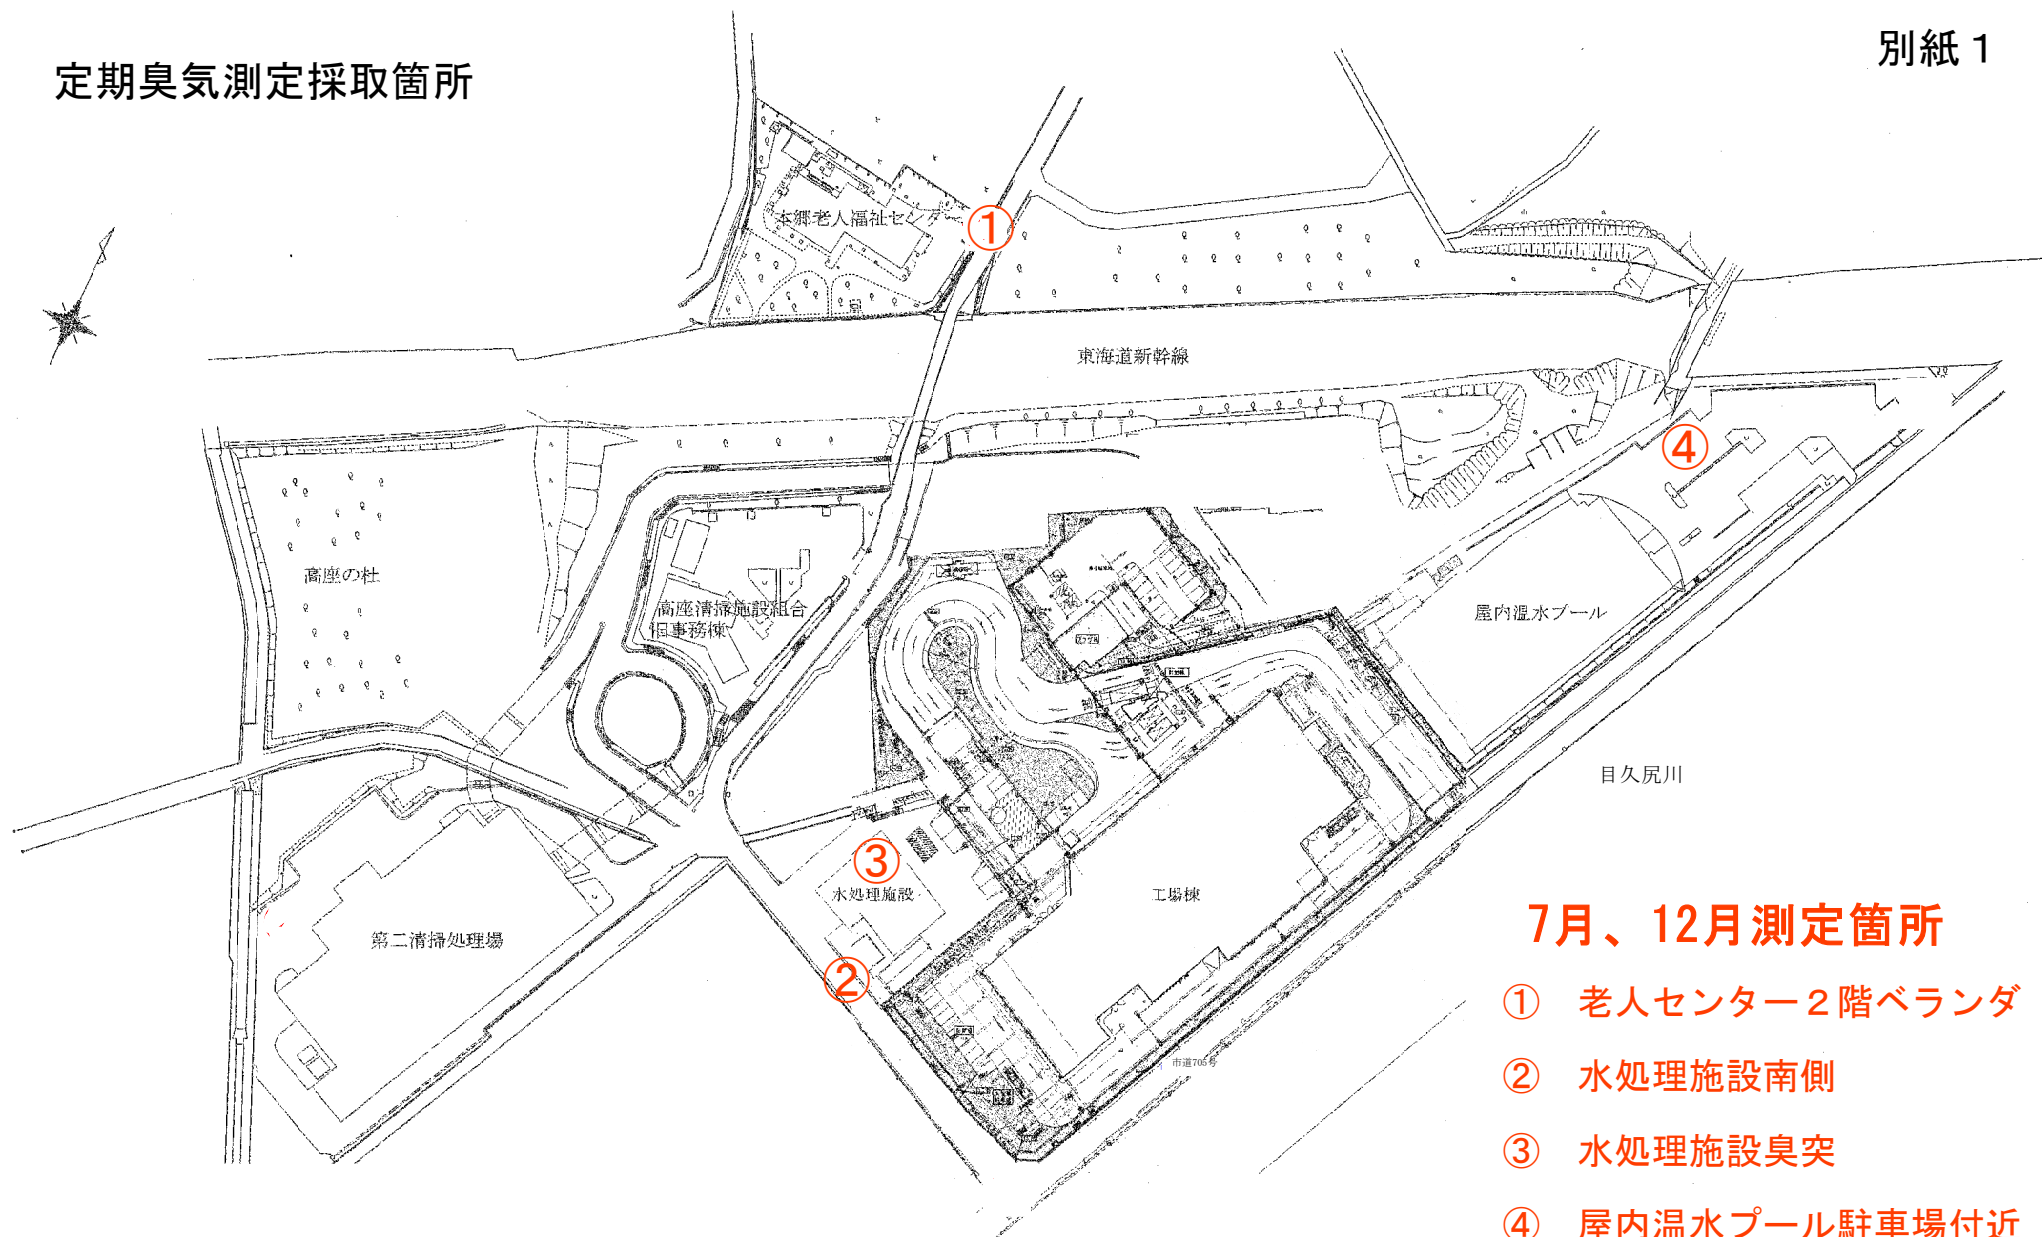 別紙１
定期臭気測定採取箇所
本郷老人福祉センター
①
東海道新幹線
④
高座の杜
高座清掃施設組合
旧事務棟
屋内温水プール
目久尻川
③
水処理施設
工場棟
第二清掃処理場
②
市道705号
7月、12月測定箇所
① 老人センター２階ベランダ
② 水処理施設南側
③ 水処理施設臭突
④ 屋内温水プール駐車場付近